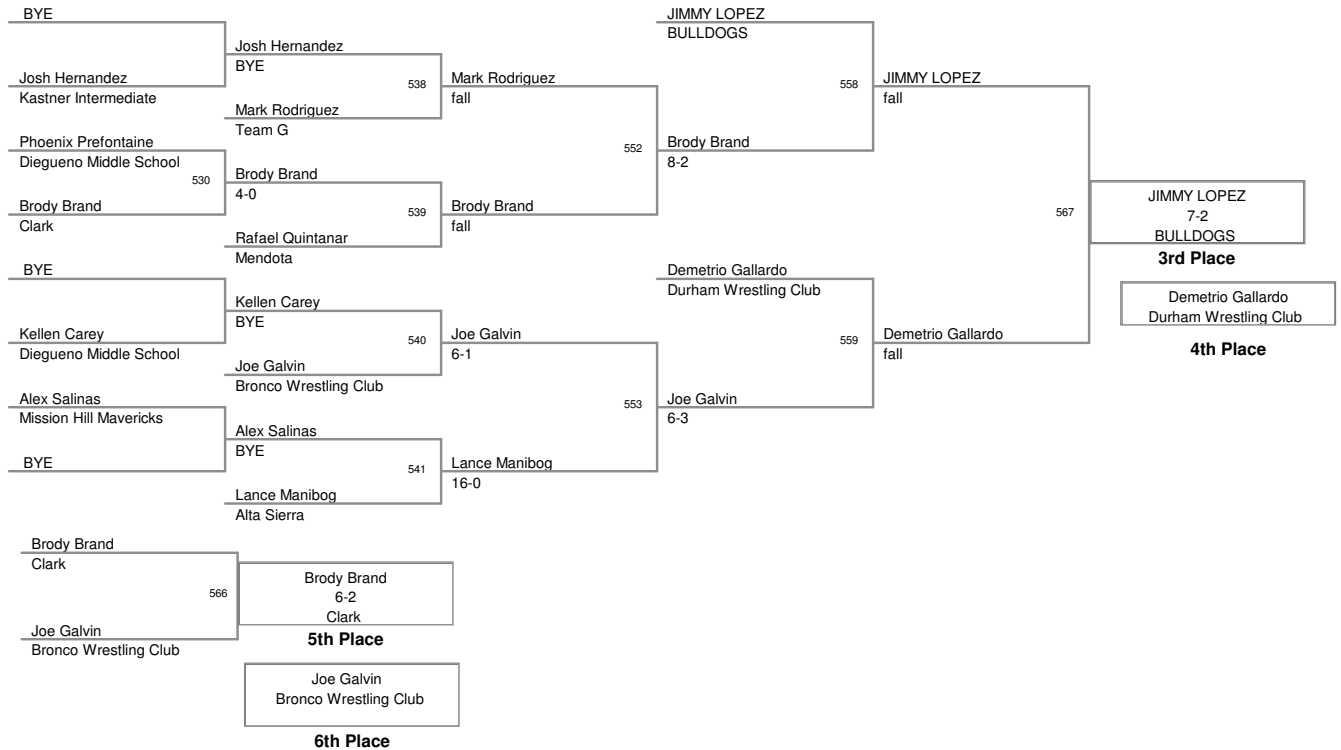 BYE
Josh Hernandez
Kastner Intermediate
Phoenix Prefontaine
Diegueno Middle School
530
Brody Brand
Clark
BYE
Kellen Carey
Diegueno Middle School
Alex Salinas
Mission Hill Mavericks
BYE
Josh Hernandez
BYE
538
Mark Rodriguez
Team G
Brody Brand
4-0
539
Rafael Quintanar
Mendota
Kellen Carey
BYE
540
Joe Galvin
Bronco Wrestling Club
Alex Salinas
BYE
541
Lance Manibog
Alta Sierra
Mark Rodriguez
fall
552
Brody Brand
fall
Joe Galvin
6-1
553
Lance Manibog
16-0
JIMMY LOPEZ
BULLDOGS
558
Brody Brand
8-2
Demetrio Gallardo
Durham Wrestling Club
559
Joe Galvin
6-3
JIMMY LOPEZ
fall
567
Demetrio Gallardo
fall
JIMMY LOPEZ
7-2
BULLDOGS
3rd Place
Demetrio Gallardo
Durham Wrestling Club
4th Place
Brody Brand
Clark
566
Joe Galvin
Bronco Wrestling Club
Brody Brand
6-2
Clark
5th Place
Joe Galvin
Bronco Wrestling Club
6th Place